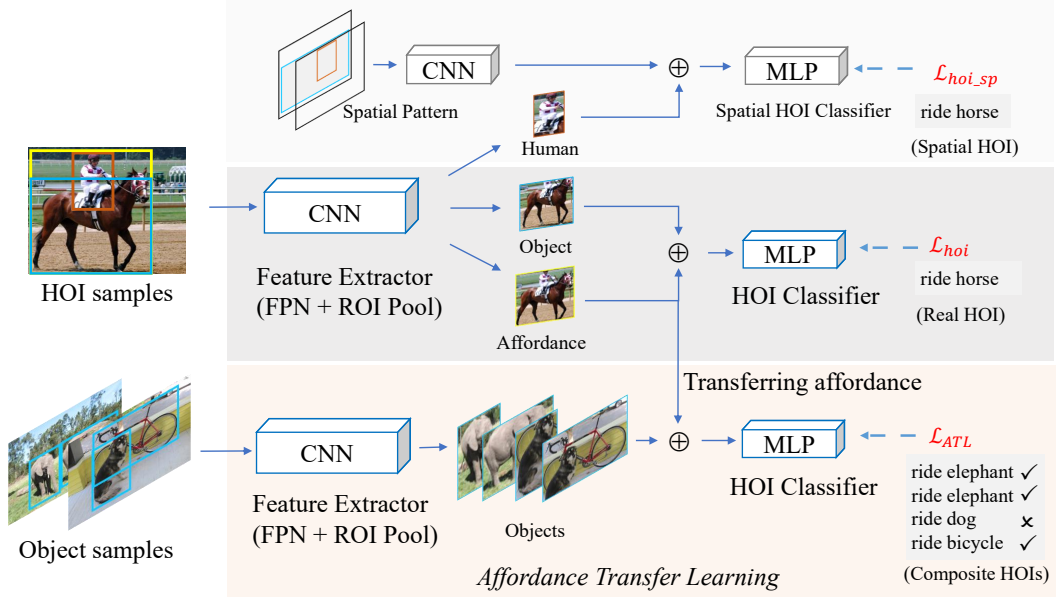 CNN
Spatial Pattern
Human
⊕
MLP
Spatial HOI Classifier
ℒhoi_sp
ride horse
(Spatial HOI)
HOI samples
CNN
Feature Extractor
(FPN + ROI Pool)
Object
Affordance
⊕
MLP
HOI Classifier
ℒhoi
ride horse
(Real HOI)
Transferring affordance
Object samples
CNN
Feature Extractor
(FPN + ROI Pool)
Objects
⊕
MLP
HOI Classifier
ℒATL
ride elephant ✓
ride elephant ✓
ride dog ✗
ride bicycle ✓
(Composite HOIs)
Affordance Transfer Learning